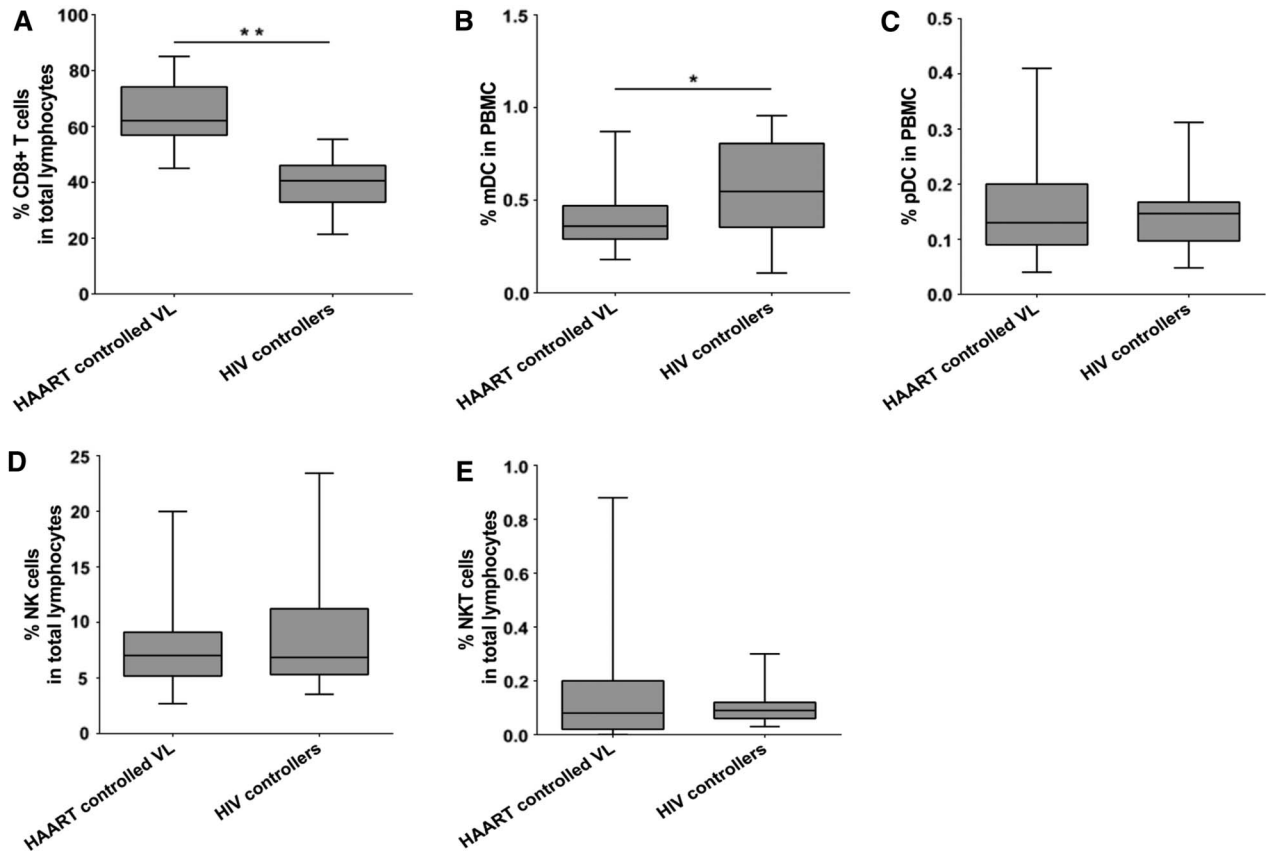 A
% CD8+ T cells
in total lymphocytes
100
80
60
40
20
0
* *
HAART controlled VL
HIV controllers
B
% mDC in PBMC
1.5
1.0
0.5
0.0
*
HAART controlled VL
HIV controllers
C
% pDC in PBMC
0.5
0.4
0.3
0.2
0.1
0.0
HAART controlled VL
HIV controllers
D
% NK cells
in total lymphocytes
25
20
15
10
5
0
HAART controlled VL
HIV controllers
E
% NKT cells
in total lymphocytes
1.0
0.8
0.6
0.4
0.2
0.0
HAART controlled VL
HIV controllers